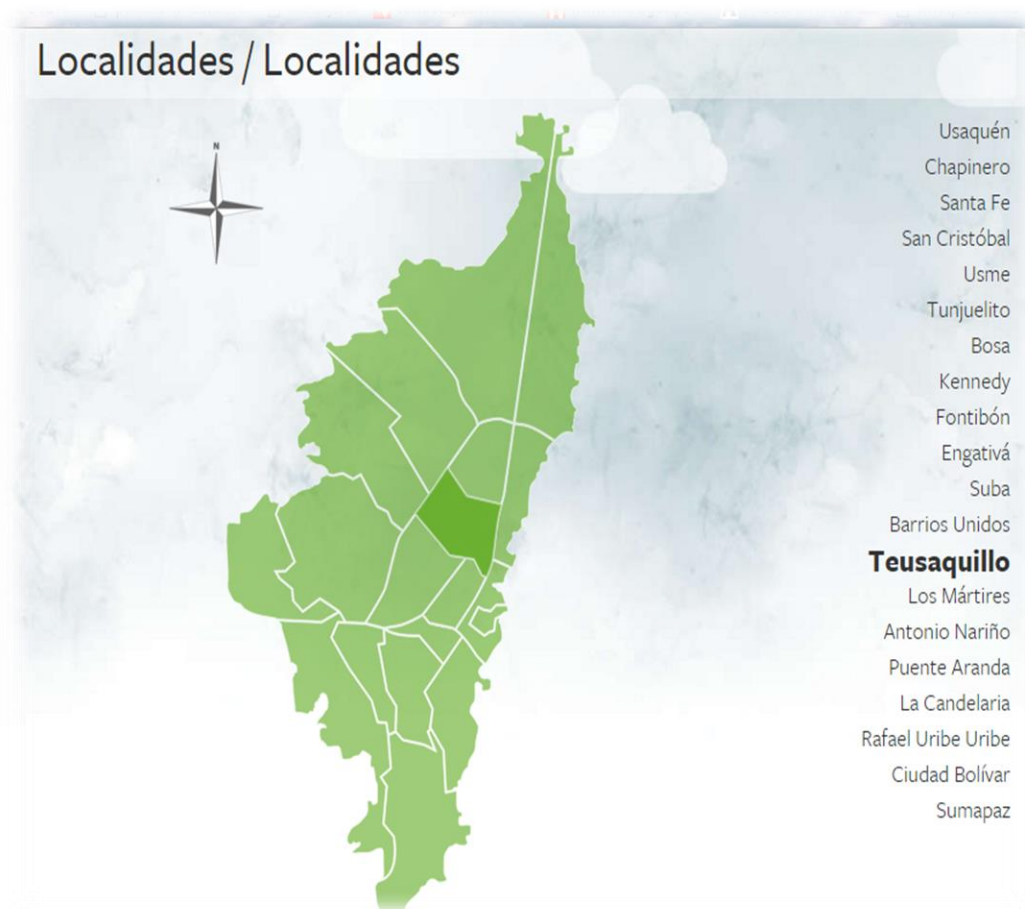 Localidades / Localidades
N
Usaquén
Chapinero
Santa Fe
San Cristóbal
Usme
Tunjuelito
Bosa
Kennedy
Fontibón
Engativá
Suba
Barrios Unidos
Teusaquillo
Los Mártires
Antonio Nariño
Puente Aranda
La Candelaria
Rafael Uribe Uribe
Ciudad Bolívar
Sumapaz